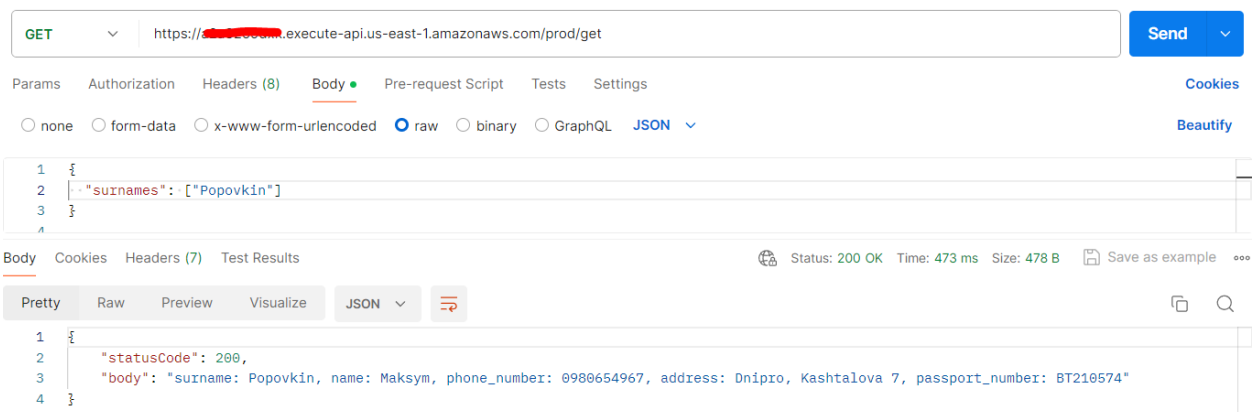 GET https://.execute-api.us-east-1.amazonaws.com/prod/get Send
Params Authorization Headers (8) Body Pre-request Script Tests Settings Cookies
none form-data x-www-form-urlencoded raw binary GraphQL JSON Beautify
1 {
2 "surnames": ["Popovkin"]
3 }
4
Body Cookies Headers (7) Test Results Status: 200 OK Time: 473 ms Size: 478 B Save as example
Pretty Raw Preview Visualize JSON
1 {
2 "statusCode": 200,
3 "body": "surname: Popovkin, name: Maksym, phone_number: 0980654967, address: Dnipro, Kashtalova 7, passport_number: BT210574"
4 }